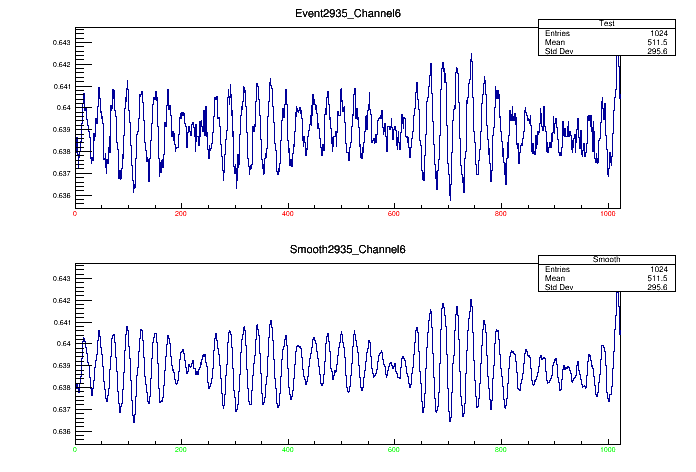 Event2935_Channel6
Test
Entries 1024
Mean 511.5
Std Dev 295.6
0.643
0.642
0.641
0.64
0.639
0.638
0.637
0.636
0 200 400 600 800 1000
Smooth2935_Channel6
Smooth
Entries 1024
Mean 511.5
Std Dev 295.6
0.643
0.642
0.641
0.64
0.639
0.638
0.637
0.636
0 200 400 600 800 1000